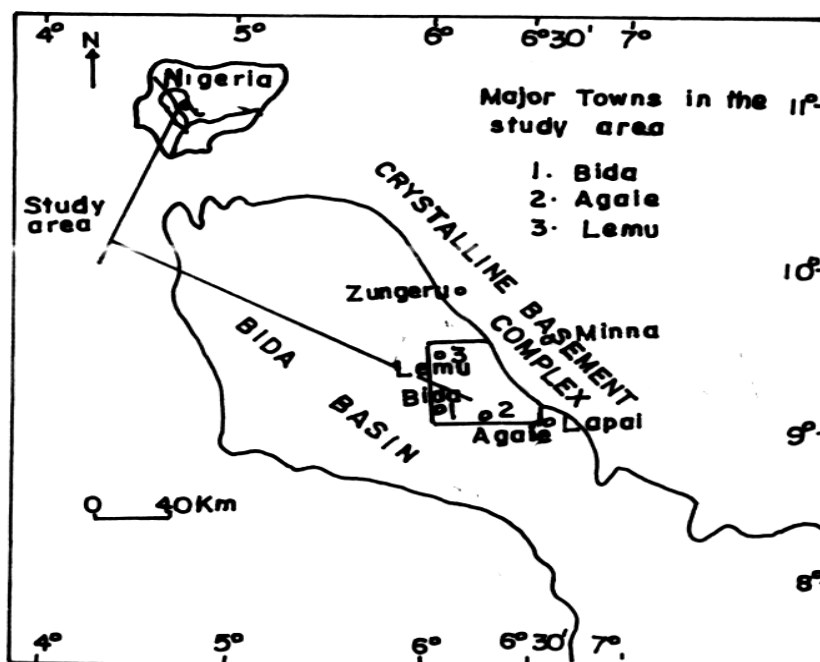 4° 5° 6° 6°30′ 7°
N
Nigeria
Major Towns in the
study area
11°
1. Bida
2. Agaie
3. Lemu
Study
area
CRYSTALLINE BASEMENT
COMPLEX
10°
Zungeru
Minna
BIDA
BASIN
3
Lemu
Bida
1
2
Agaie
Lapai
9°
0 40Km
8°
4° 5° 6° 6°30′ 7°